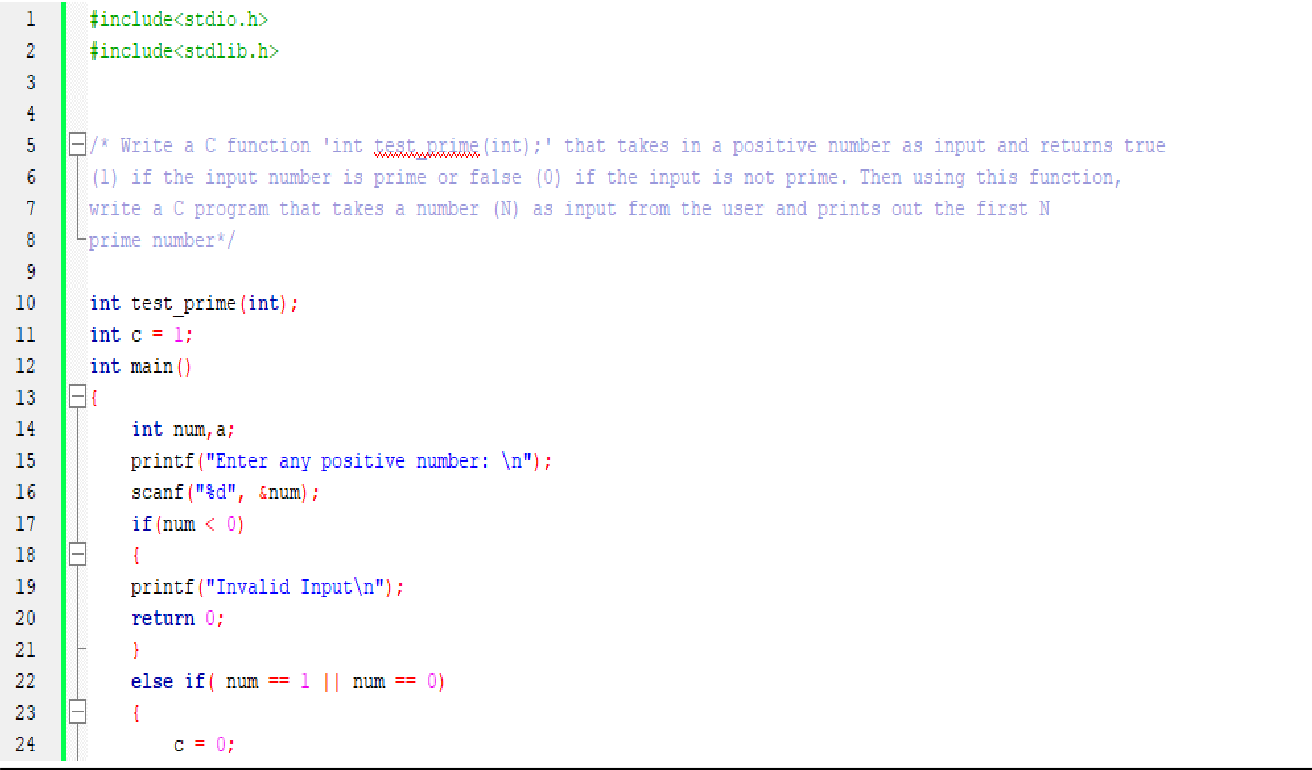 1 #include<stdio.h>
2 #include<stdlib.h>
3
4
5 /* Write a C function 'int test_prime(int);' that takes in a positive number as input and returns true
6 (1) if the input number is prime or false (0) if the input is not prime. Then using this function,
7 write a C program that takes a number (N) as input from the user and prints out the first N
8 prime number*/
9
10 int test_prime(int);
11 int c = 1;
12 int main()
13 {
14 int num,a;
15 printf("Enter any positive number: \n");
16 scanf("%d", &num);
17 if(num < 0)
18 {
19 printf("Invalid Input\n");
20 return 0;
21 }
22 else if( num == 1 || num == 0)
23 {
24 c = 0;